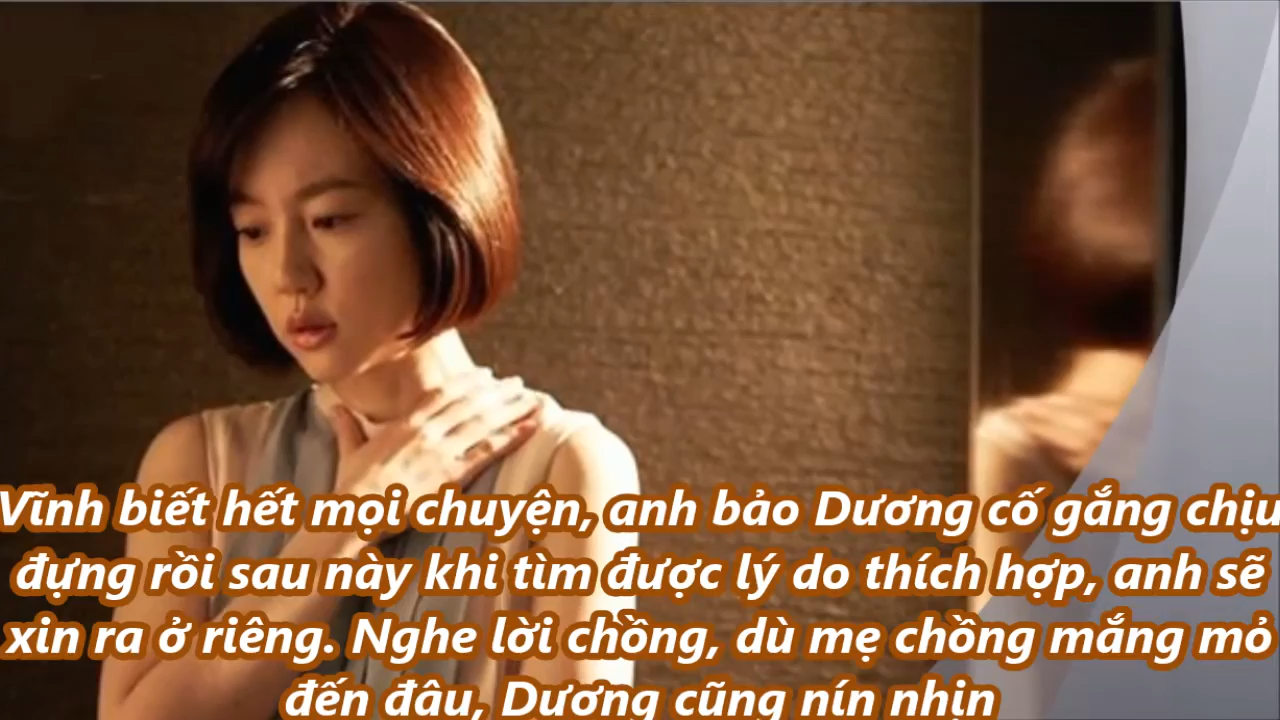 Vĩnh biết hết mọi chuyện, anh bảo Dương cố gắng chịu
đựng rồi sau này khi tìm được lý do thích hợp, anh sẽ
xin ra ở riêng. Nghe lời chồng, dù mẹ chồng mắng mỏ
đến đâu, Dương cũng nín nhịn